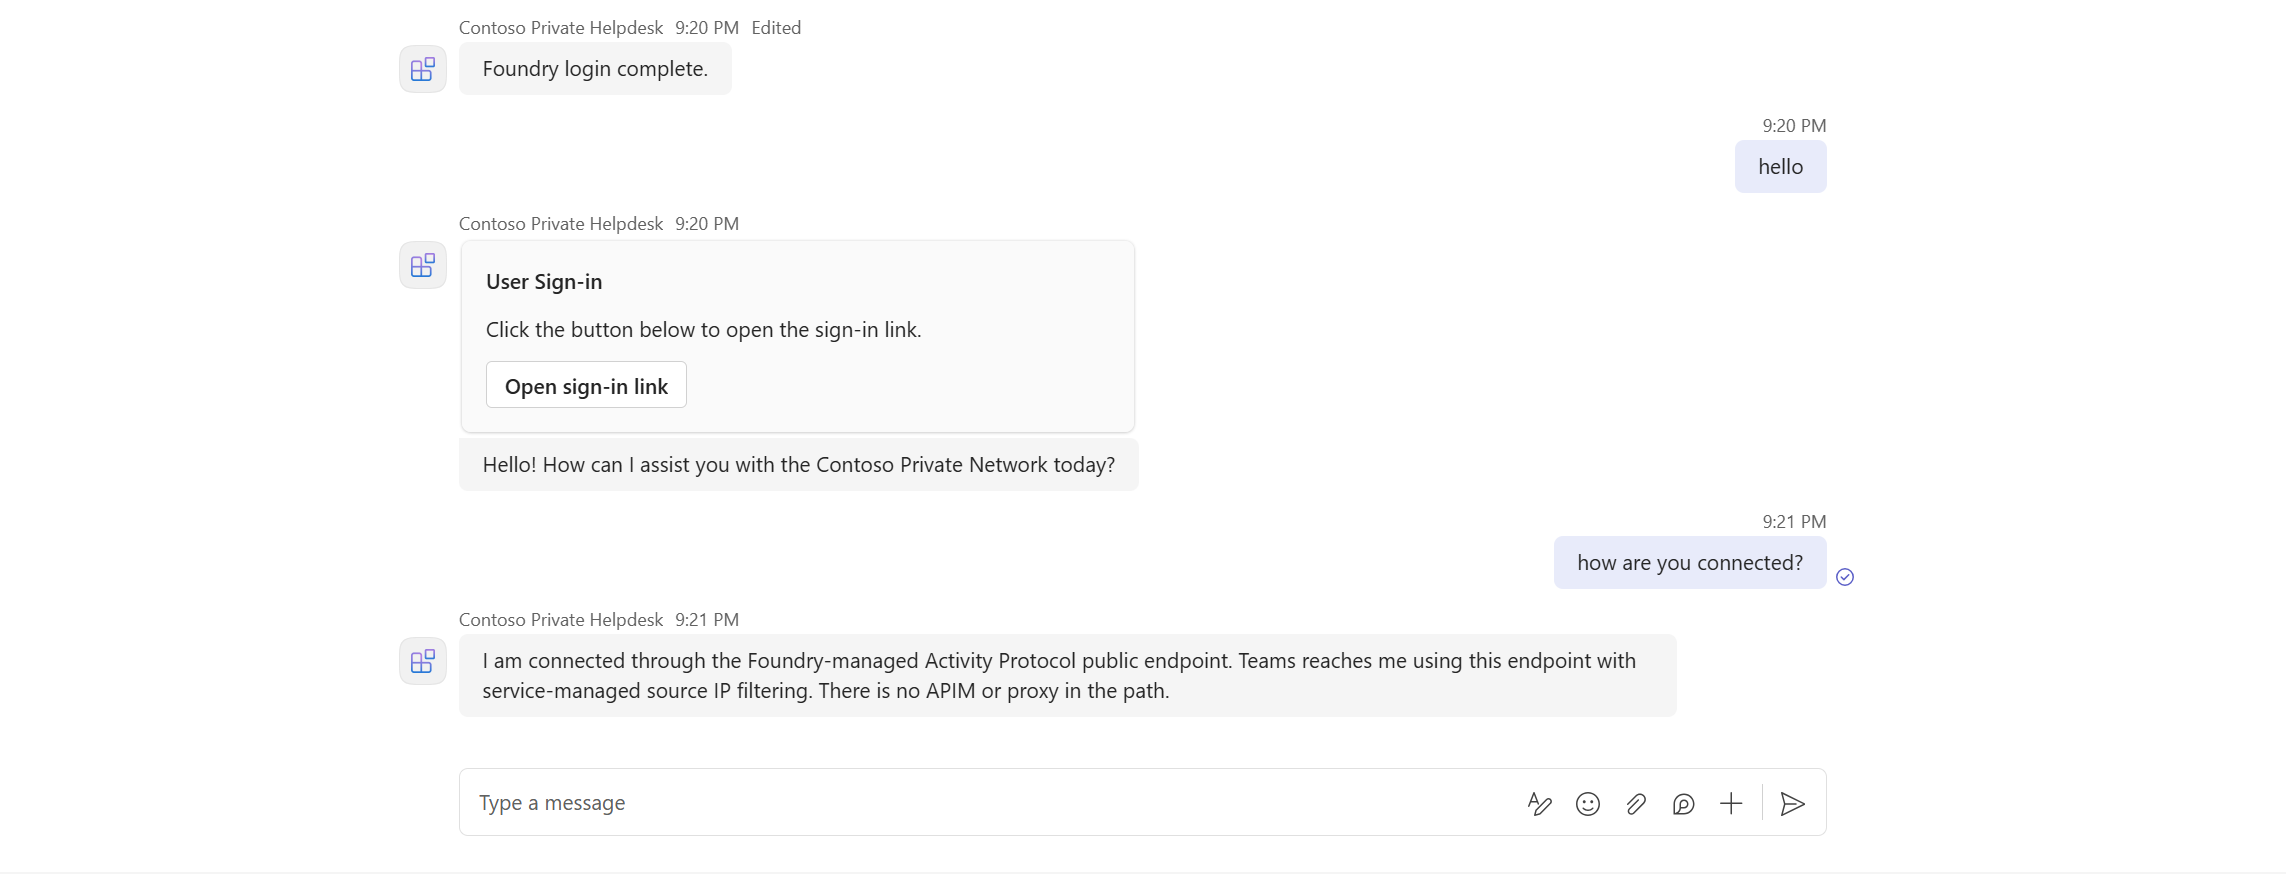 Contoso Private Helpdesk 9:20 PM Edited
Foundry login complete.
9:20 PM
hello
Contoso Private Helpdesk 9:20 PM
User Sign-in
Click the button below to open the sign-in link.
Open sign-in link
Hello! How can I assist you with the Contoso Private Network today?
9:21 PM
how are you connected?
Contoso Private Helpdesk 9:21 PM
I am connected through the Foundry-managed Activity Protocol public endpoint. Teams reaches me using this endpoint with
service-managed source IP filtering. There is no APIM or proxy in the path.
Type a message